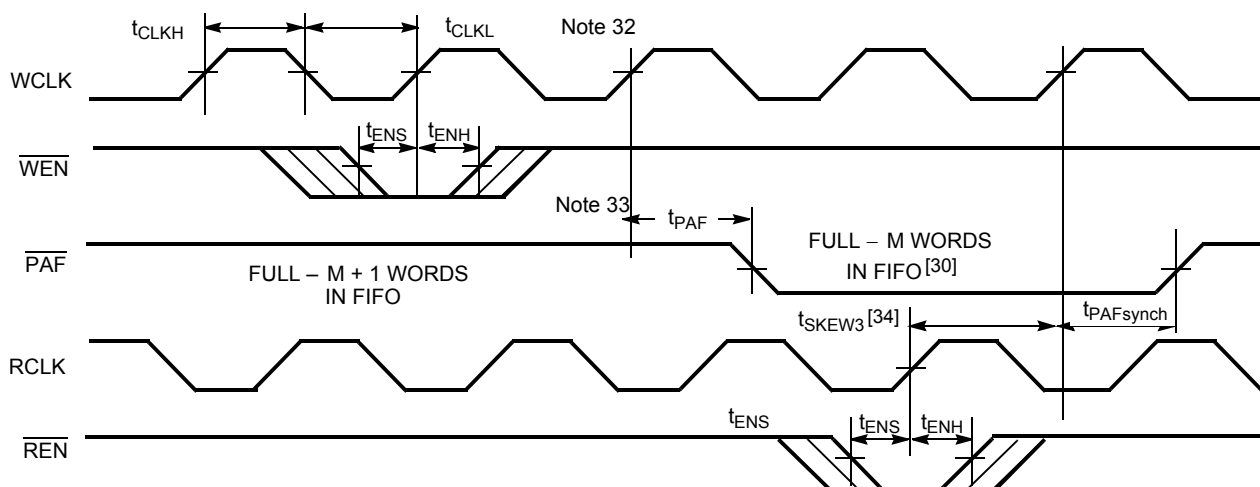 tCLKH
tCLKL
Note 32
WCLK
tENS
tENH
WEN
Note 33
tPAF
PAF
FULL – M + 1 WORDS
IN FIFO
FULL – M WORDS
IN FIFO[30]
tSKEW3[34]
tPAFsynch
RCLK
tENS
tENS
tENH
REN